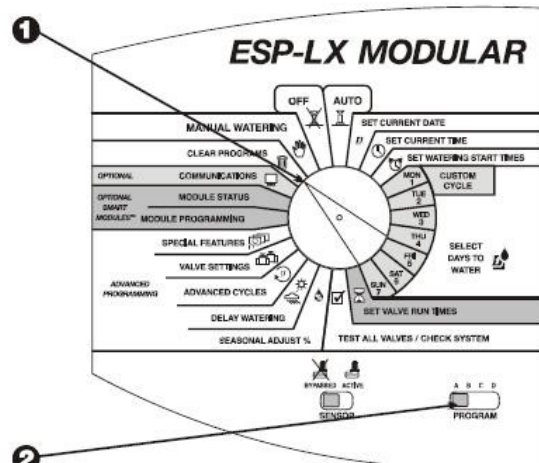 1
ESP-LX MODULAR
OFF
AUTO
MANUAL WATERING
SET CURRENT DATE
CLEAR PROGRAMS
SET CURRENT TIME
SET WATERING START TIMES
OPTIONAL
COMMUNICATIONS
MON
1
CUSTOM
CYCLE
OPTIONAL
SMART
MODULES™
MODULE STATUS
TUE
2
WED
3
MODULE PROGRAMMING
THU
4
SPECIAL FEATURES
FRI
5
SELECT
DAYS TO
WATER
VALVE SETTINGS
SAT
6
ADVANCED
PROGRAMMING
ADVANCED CYCLES
SUN
7
SET VALVE RUN TIMES
DELAY WATERING
SEASONAL ADJUST %
TEST ALL VALVES / CHECK SYSTEM
BYPASSED ACTIVE
SENSOR
A B C D
PROGRAM
2